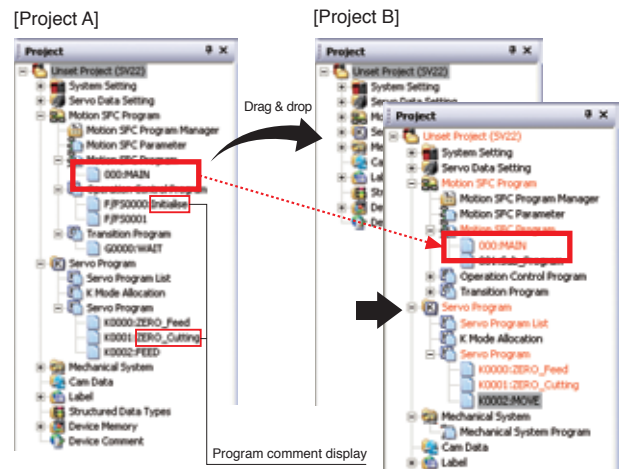 [Project A]
Project
Unset Project (SV22)
System Setting
Servo Data Setting
Motion SFC Program
Motion SFC Program Manager
Motion SFC Parameter
Motion SFC Program
000:MAIN
Operation Control Program
F/FS0000:Initialise
F/FS0001
Transition Program
G0000:WAIT
Servo Program
Servo Program List
K Mode Allocation
Servo Program
K0000:ZERO_Feed
K0001:ZERO_Cutting
K0002:FEED
Mechanical System
Cam Data
Label
Structured Data Types
Device Memory
Device Comment
Drag & drop
Program comment display
[Project B]
Project
Unset Project (SV22)
System Setting
Servo Data Setting
Project
Unset Project (SV22)
System Setting
Servo Data Setting
Motion SFC Program
Motion SFC Program Manager
Motion SFC Parameter
Motion SFC Program
000:MAIN
001:Sub_Program
Operation Control Program
Transition Program
Servo Program
Servo Program List
K Mode Allocation
Servo Program
K0000:ZERO_Feed
K0001:ZERO_Cutting
K0002:MOVE
Mechanical System
Mechanical System Program
Cam Data
Label